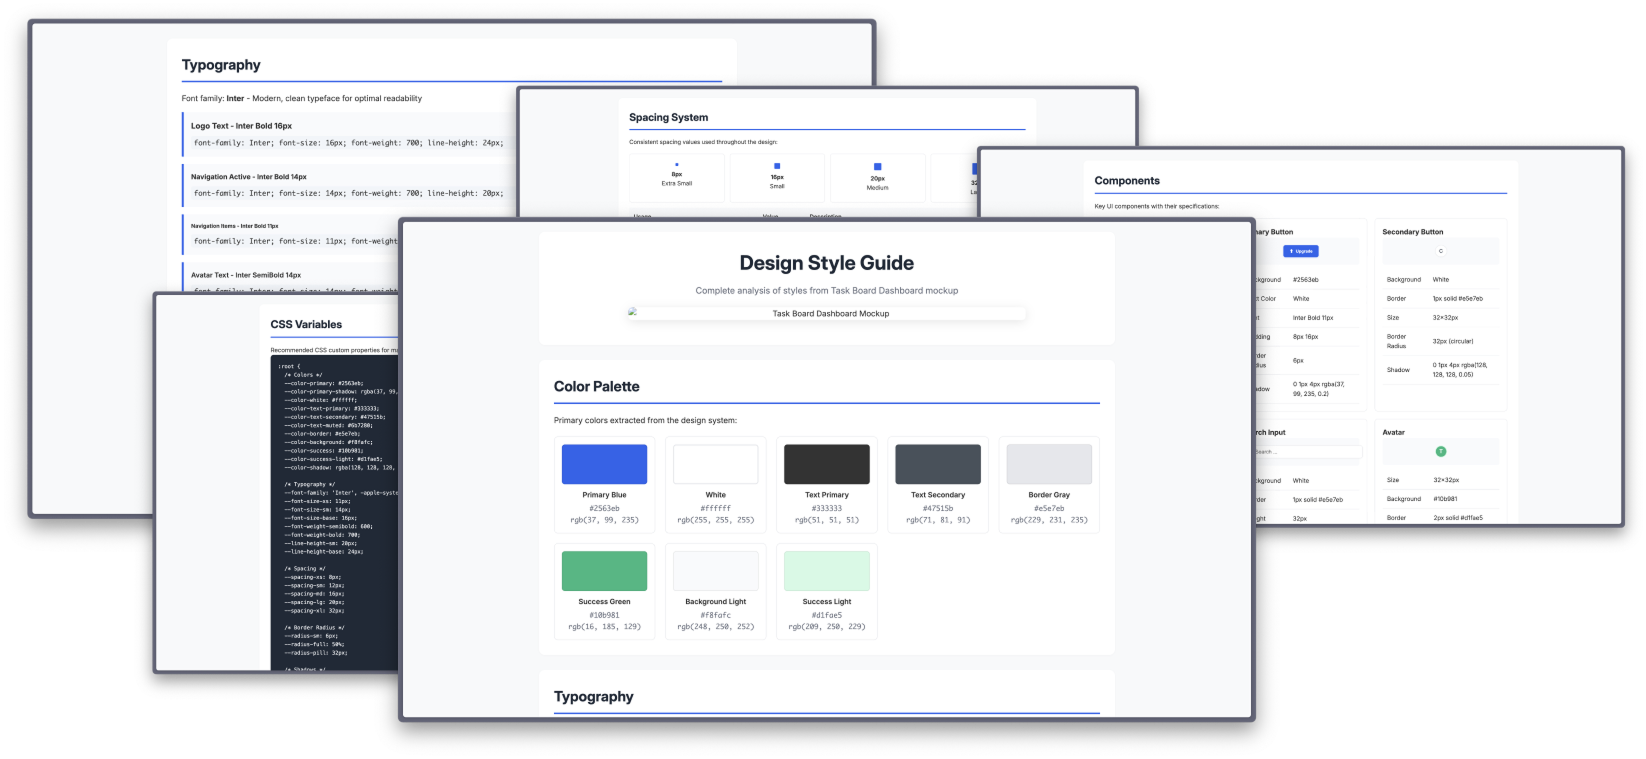 Typography
Font family: Inter - Modern, clean typeface for optimal readability
Logo Text - Inter Bold 16px
font-family: Inter; font-size: 16px; font-weight: 700; line-height: 24px;
Navigation Active - Inter Bold 14px
font-family: Inter; font-size: 14px; font-weight: 700; line-height: 20px;
Navigation Items - Inter Bold 11px
font-family: Inter; font-size: 11px; font-weight
Avatar Text - Inter SemiBold 14px
Spacing System
Consistent spacing values used throughout the design:
8px
Extra Small
16px
Small
20px
Medium
Usage Value Description
Components
Key UI components with their specifications:
Button
Upgrade
#2563eb
Color White
Inter Bold 11px
8px 16px
6px
0 1px 4px rgba(37,
99, 235, 0.2)
Secondary Button
C
Background White
Border 1px solid #e5e7eb
Size 32×32px
Border
Radius
32px (circular)
Shadow
0 1px 4px rgba(128,
128, 128, 0.05)
Input
Search ...
White
1px solid #e5e7eb
32px
Avatar
T
Size 32×32px
Background #10b981
Border 2px solid #d1fae5
CSS Variables
Recommended CSS custom properties for
:root {
/* Colors */
--color-primary: #2563eb;
--color-primary-shadow: rgba(37, 99,
--color-white: #ffffff;
--color-text-primary: #333333;
--color-text-secondary: #47515b;
--color-text-muted: #6b7280;
--color-border: #e5e7eb;
--color-background: #f8fafc;
--color-success: #10b981;
--color-success-light: #d1fae5;
--color-shadow: rgba(128, 128, 128,
/* Typography */
--font-family: 'Inter', -apple-syste
--font-size-xs: 11px;
--font-size-sm: 14px;
--font-size-base: 16px;
--font-weight-semibold: 600;
--font-weight-bold: 700;
--line-height-sm: 20px;
--line-height-base: 24px;
/* Spacing */
--spacing-xs: 8px;
--spacing-sm: 12px;
--spacing-md: 16px;
--spacing-lg: 20px;
--spacing-xl: 32px;
/* Border Radius */
--radius-sm: 6px;
--radius-full: 50%;
--radius-pill: 32px;
/* Shadows */
Design Style Guide
Complete analysis of styles from Task Board Dashboard mockup
Task Board Dashboard Mockup
Color Palette
Primary colors extracted from the design system:
Primary Blue
#2563eb
rgb(37, 99, 235)
White
#ffffff
rgb(255, 255, 255)
Text Primary
#333333
rgb(51, 51, 51)
Text Secondary
#47515b
rgb(71, 81, 91)
Border Gray
#e5e7eb
rgb(229, 231, 235)
Success Green
#10b981
rgb(16, 185, 129)
Background Light
#f8fafc
rgb(248, 250, 252)
Success Light
#d1fae5
rgb(209, 250, 229)
Typography